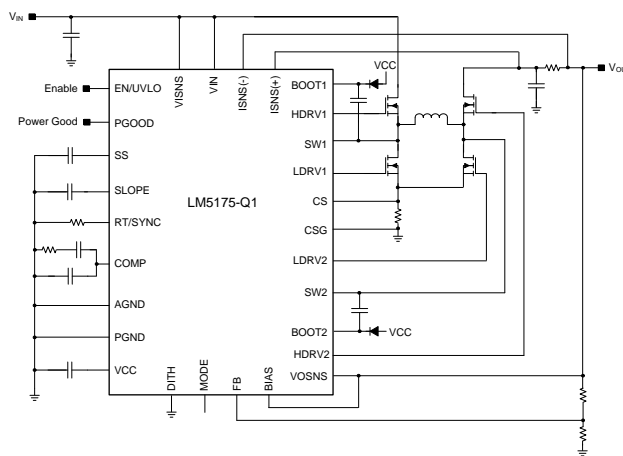 VIN
VISNS
VIN
ISNS(-)
ISNS(+)
VCC
VOU
Enable
EN/UVLO
BOOT1
Power Good
PGOOD
HDRV1
SS
SW1
SLOPE
LDRV1
LM5175-Q1
RT/SYNC
CS
CSG
COMP
LDRV2
AGND
SW2
PGND
BOOT2
VCC
HDRV2
VCC
VOSNS
DITH
MODE
FB
BIAS